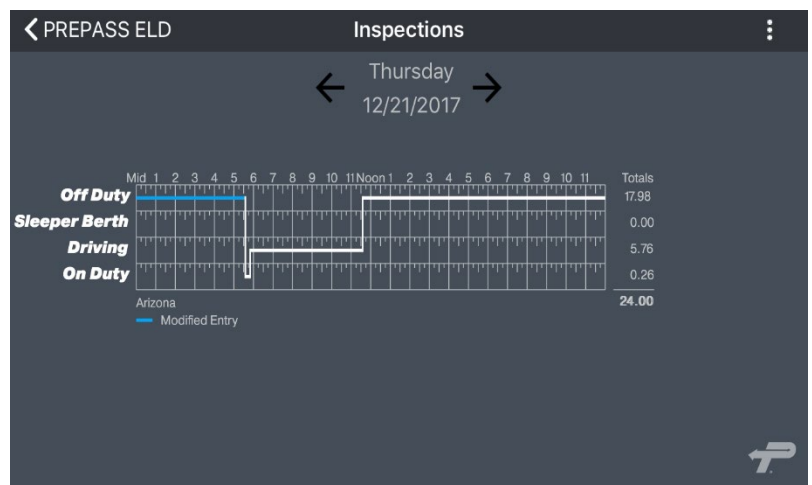 PREPASS ELD Inspections
Thursday
12/21/2017
Mid 1 2 3 4 5 6 7 8 9 10 11 Noon 1 2 3 4 5 6 7 8 9 10 11 Totals
Off Duty 17.98
Sleeper Berth 0.00
Driving 5.76
On Duty 0.26
Arizona 24.00
Modified Entry